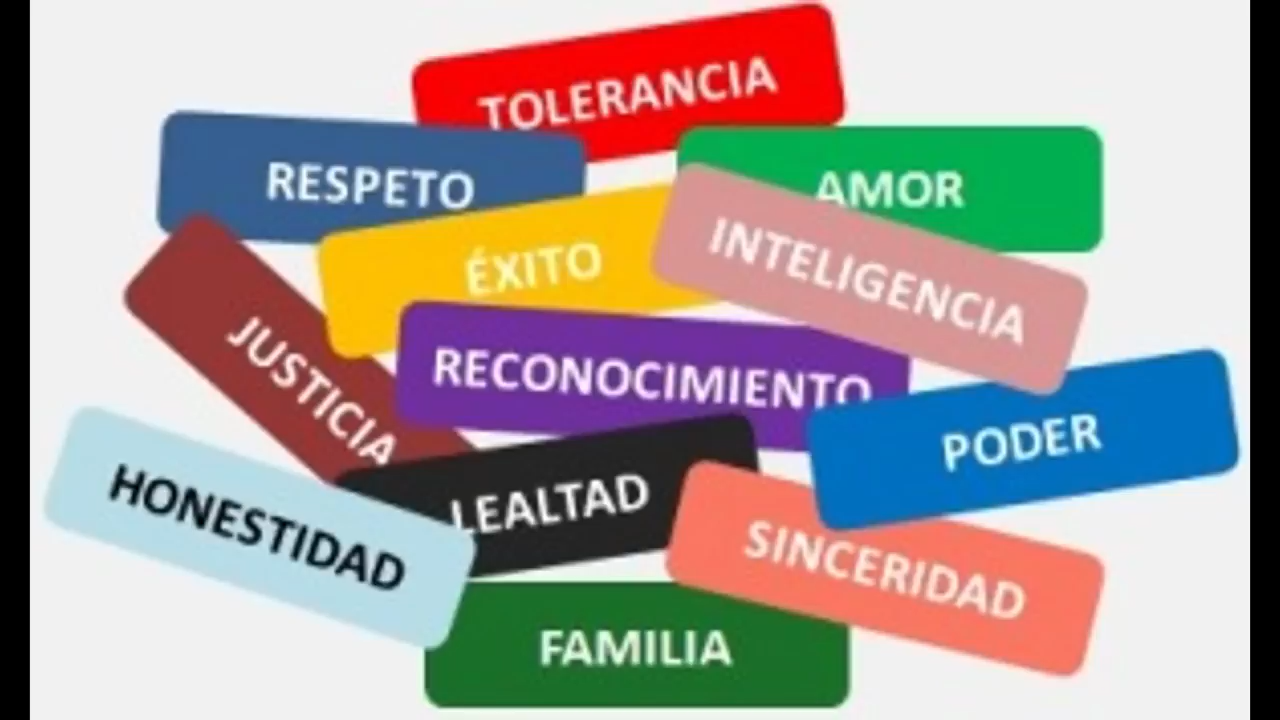 TOLERANCIA
RESPETO
AMOR
ÉXITO
INTELIGENCIA
JUSTICIA
RECONOCIMIENTO
PODER
HONESTIDAD
LEALTAD
SINCERIDAD
FAMILIA